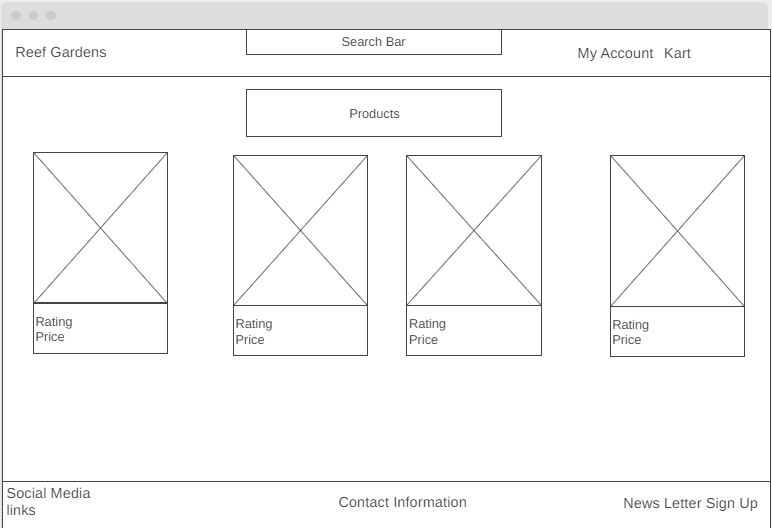 Reef Gardens
Search Bar
My Account Kart
Products
Rating
Price
Rating
Price
Rating
Price
Rating
Price
Social Media
links
Contact Information
News Letter Sign Up